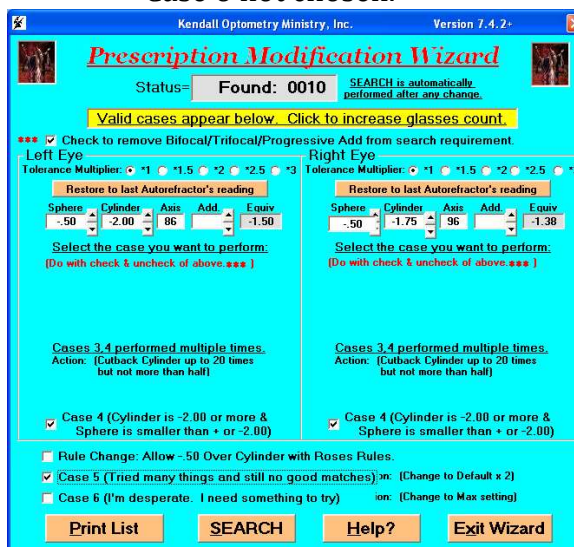 Kendall Optometry Ministry, Inc. Version 7.4.2+
Prescription Modification Wizard
Status= Found: 0010 SEARCH is automatically
performed after any change.
Valid cases appear below. Click to increase glasses count.
*** Check to remove Bifocal/Trifocal/Progressive Add from search requirement.
Left Eye
Tolerance Multiplier: *1 *1.5 *2 *2.5 *3
Restore to last Autorefractor's reading
Sphere Cylinder Axis Add. Equiv
-.50 -2.00 86 -1.50
Select the case you want to perform:
(Do with check & uncheck of above.*** )
Cases 3,4 performed multiple times.
Action: (Cutback Cylinder up to 20 times
but not more than half)
Case 4 (Cylinder is -2.00 or more &
Sphere is smaller than + or -2.00)
Right Eye
Tolerance Multiplier: *1 *1.5 *2 *2.5
Restore to last Autorefractor's reading
Sphere Cylinder Axis Add. Equiv
-.50 -1.75 96 -1.38
Select the case you want to perform:
(Do with check & uncheck of above.*** )
Cases 3,4 performed multiple times.
Action: (Cutback Cylinder up to 20 times
but not more than half)
Case 4 (Cylinder is -2.00 or more &
Sphere is smaller than + or -2.00)
Rule Change: Allow -.50 Over Cylinder with Roses Rules.
Case 5 (Tried many things and still no good matches) on: (Change to Default x 2)
Case 6 (I'm desperate. I need something to try) ion: (Change to Max setting)
Print List SEARCH Help? Exit Wizard